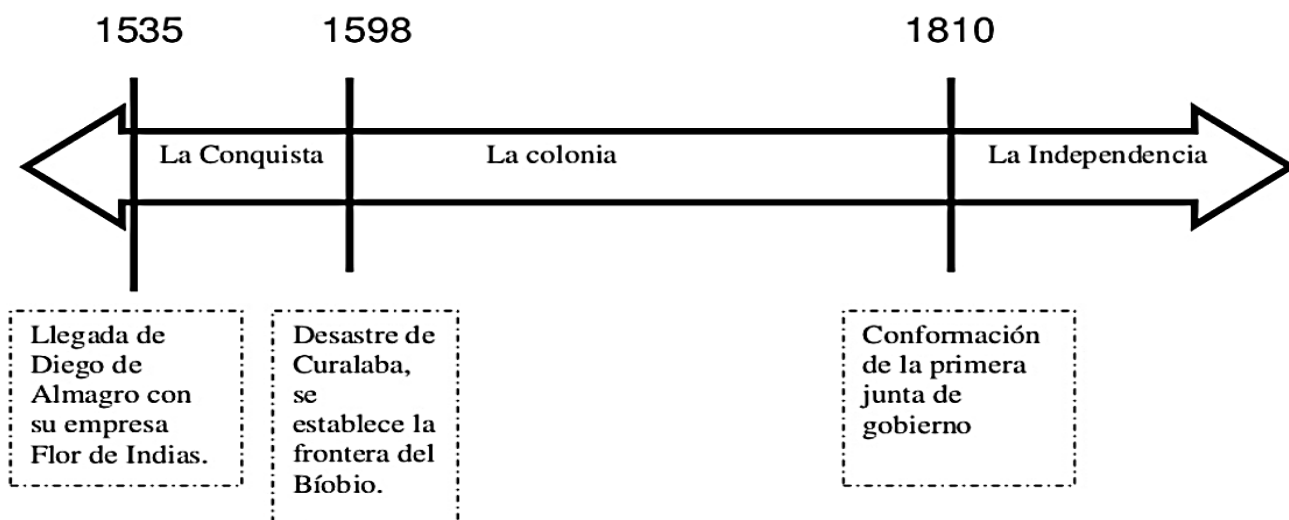 1535
1598
1810
La Conquista
La colonia
La Independencia
Llegada de
Diego de
Almagro con
su empresa
Flor de Indias.
Desastre de
Curalaba,
se
establece la
frontera del
Bíobio.
Conformación
de la primera
junta de
gobierno